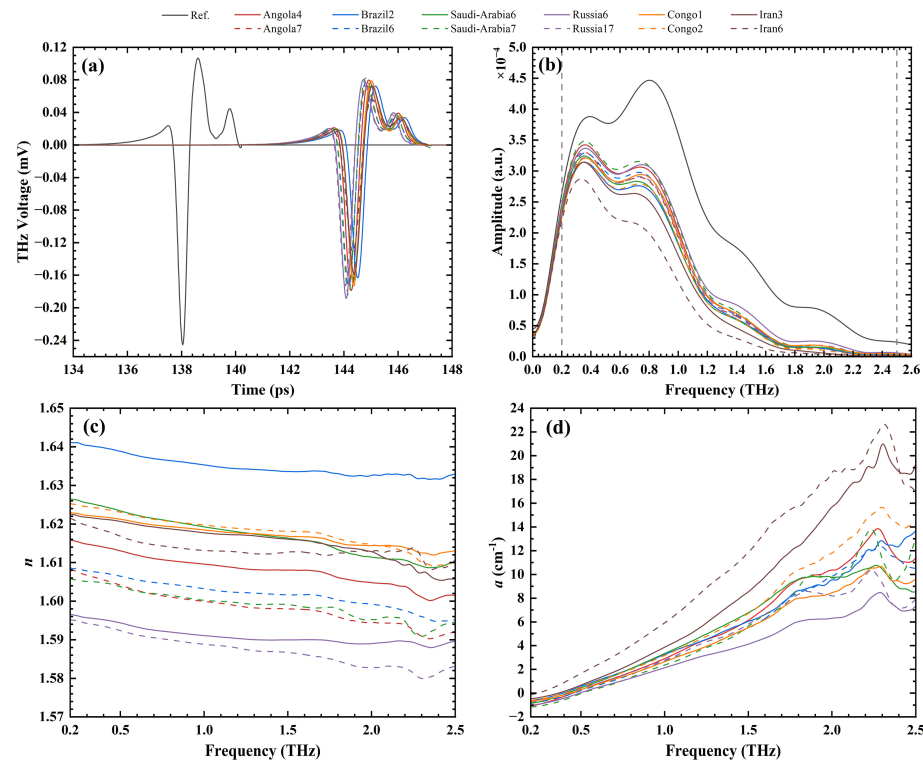 Ref. Angola4 Brazil2 Saudi-Arabia6 Russia6 Congo1 Iran3
Angola7 Brazil6 Saudi-Arabia7 Russia17 Congo2 Iran6
(a)
THz Voltage (mV)
0.12
0.08
0.04
0.00
−0.04
−0.08
−0.12
−0.16
−0.20
−0.24
134 136 138 140 142 144 146 148
Time (ps)
(b)
×10⁻⁴
Amplitude (a.u.)
5.0
4.5
4.0
3.5
3.0
2.5
2.0
1.5
1.0
0.5
0.0
0.0 0.2 0.4 0.6 0.8 1.0 1.2 1.4 1.6 1.8 2.0 2.2 2.4 2.6
Frequency (THz)
(c)
n
1.65
1.64
1.63
1.62
1.61
1.60
1.59
1.58
1.57
0.2 0.5 1.0 1.5 2.0 2.5
Frequency (THz)
(d)
a (cm⁻¹)
24
22
20
18
16
14
12
10
8
6
4
2
0
−2
0.2 0.5 1.0 1.5 2.0 2.5
Frequency (THz)